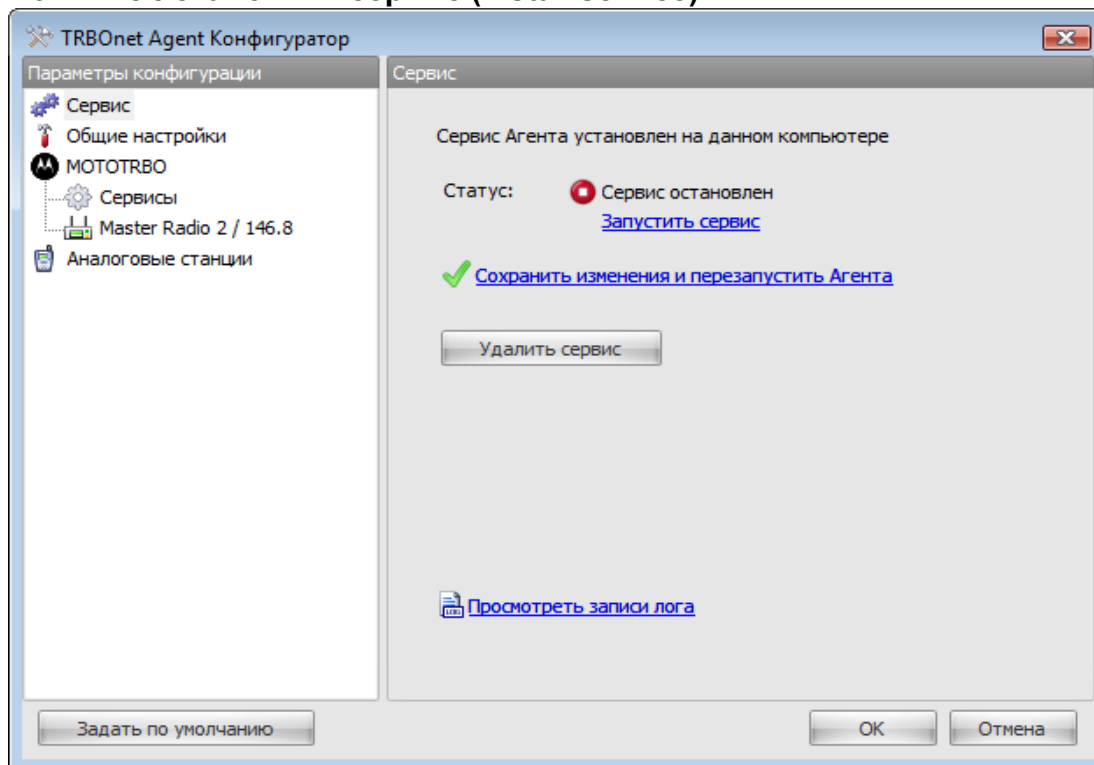 TRBOnet Agent Конфигуратор
Параметры конфигурации
Сервис
Сервис
Общие настройки
MOTOTRBO
Сервисы
Master Radio 2 / 146.8
Аналоговые станции
Сервис Агента установлен на данном компьютере
Статус: Сервис остановлен
Запустить сервис
Сохранить изменения и перезапустить Агента
Удалить сервис
LOG
Просмотреть записи лога
Задать по умолчанию
OK
Отмена